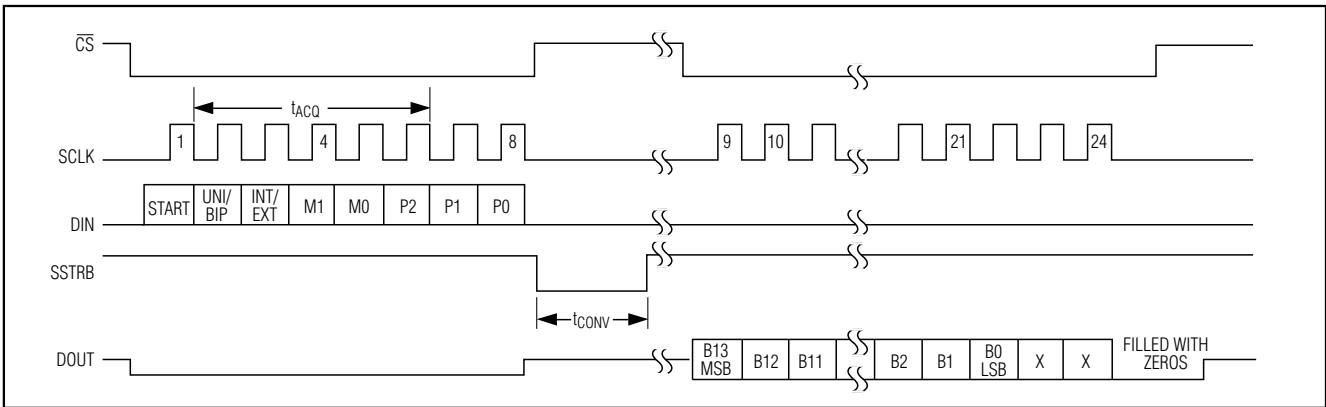 C̅S̅
tACQ
SCLK 1 4 8 9 10 21 24
DIN START UNI/BIP INT/EXT M1 M0 P2 P1 P0
SSTRB
tCONV
DOUT B13 MSB B12 B11 B2 B1 B0 LSB X X FILLED WITH ZEROS